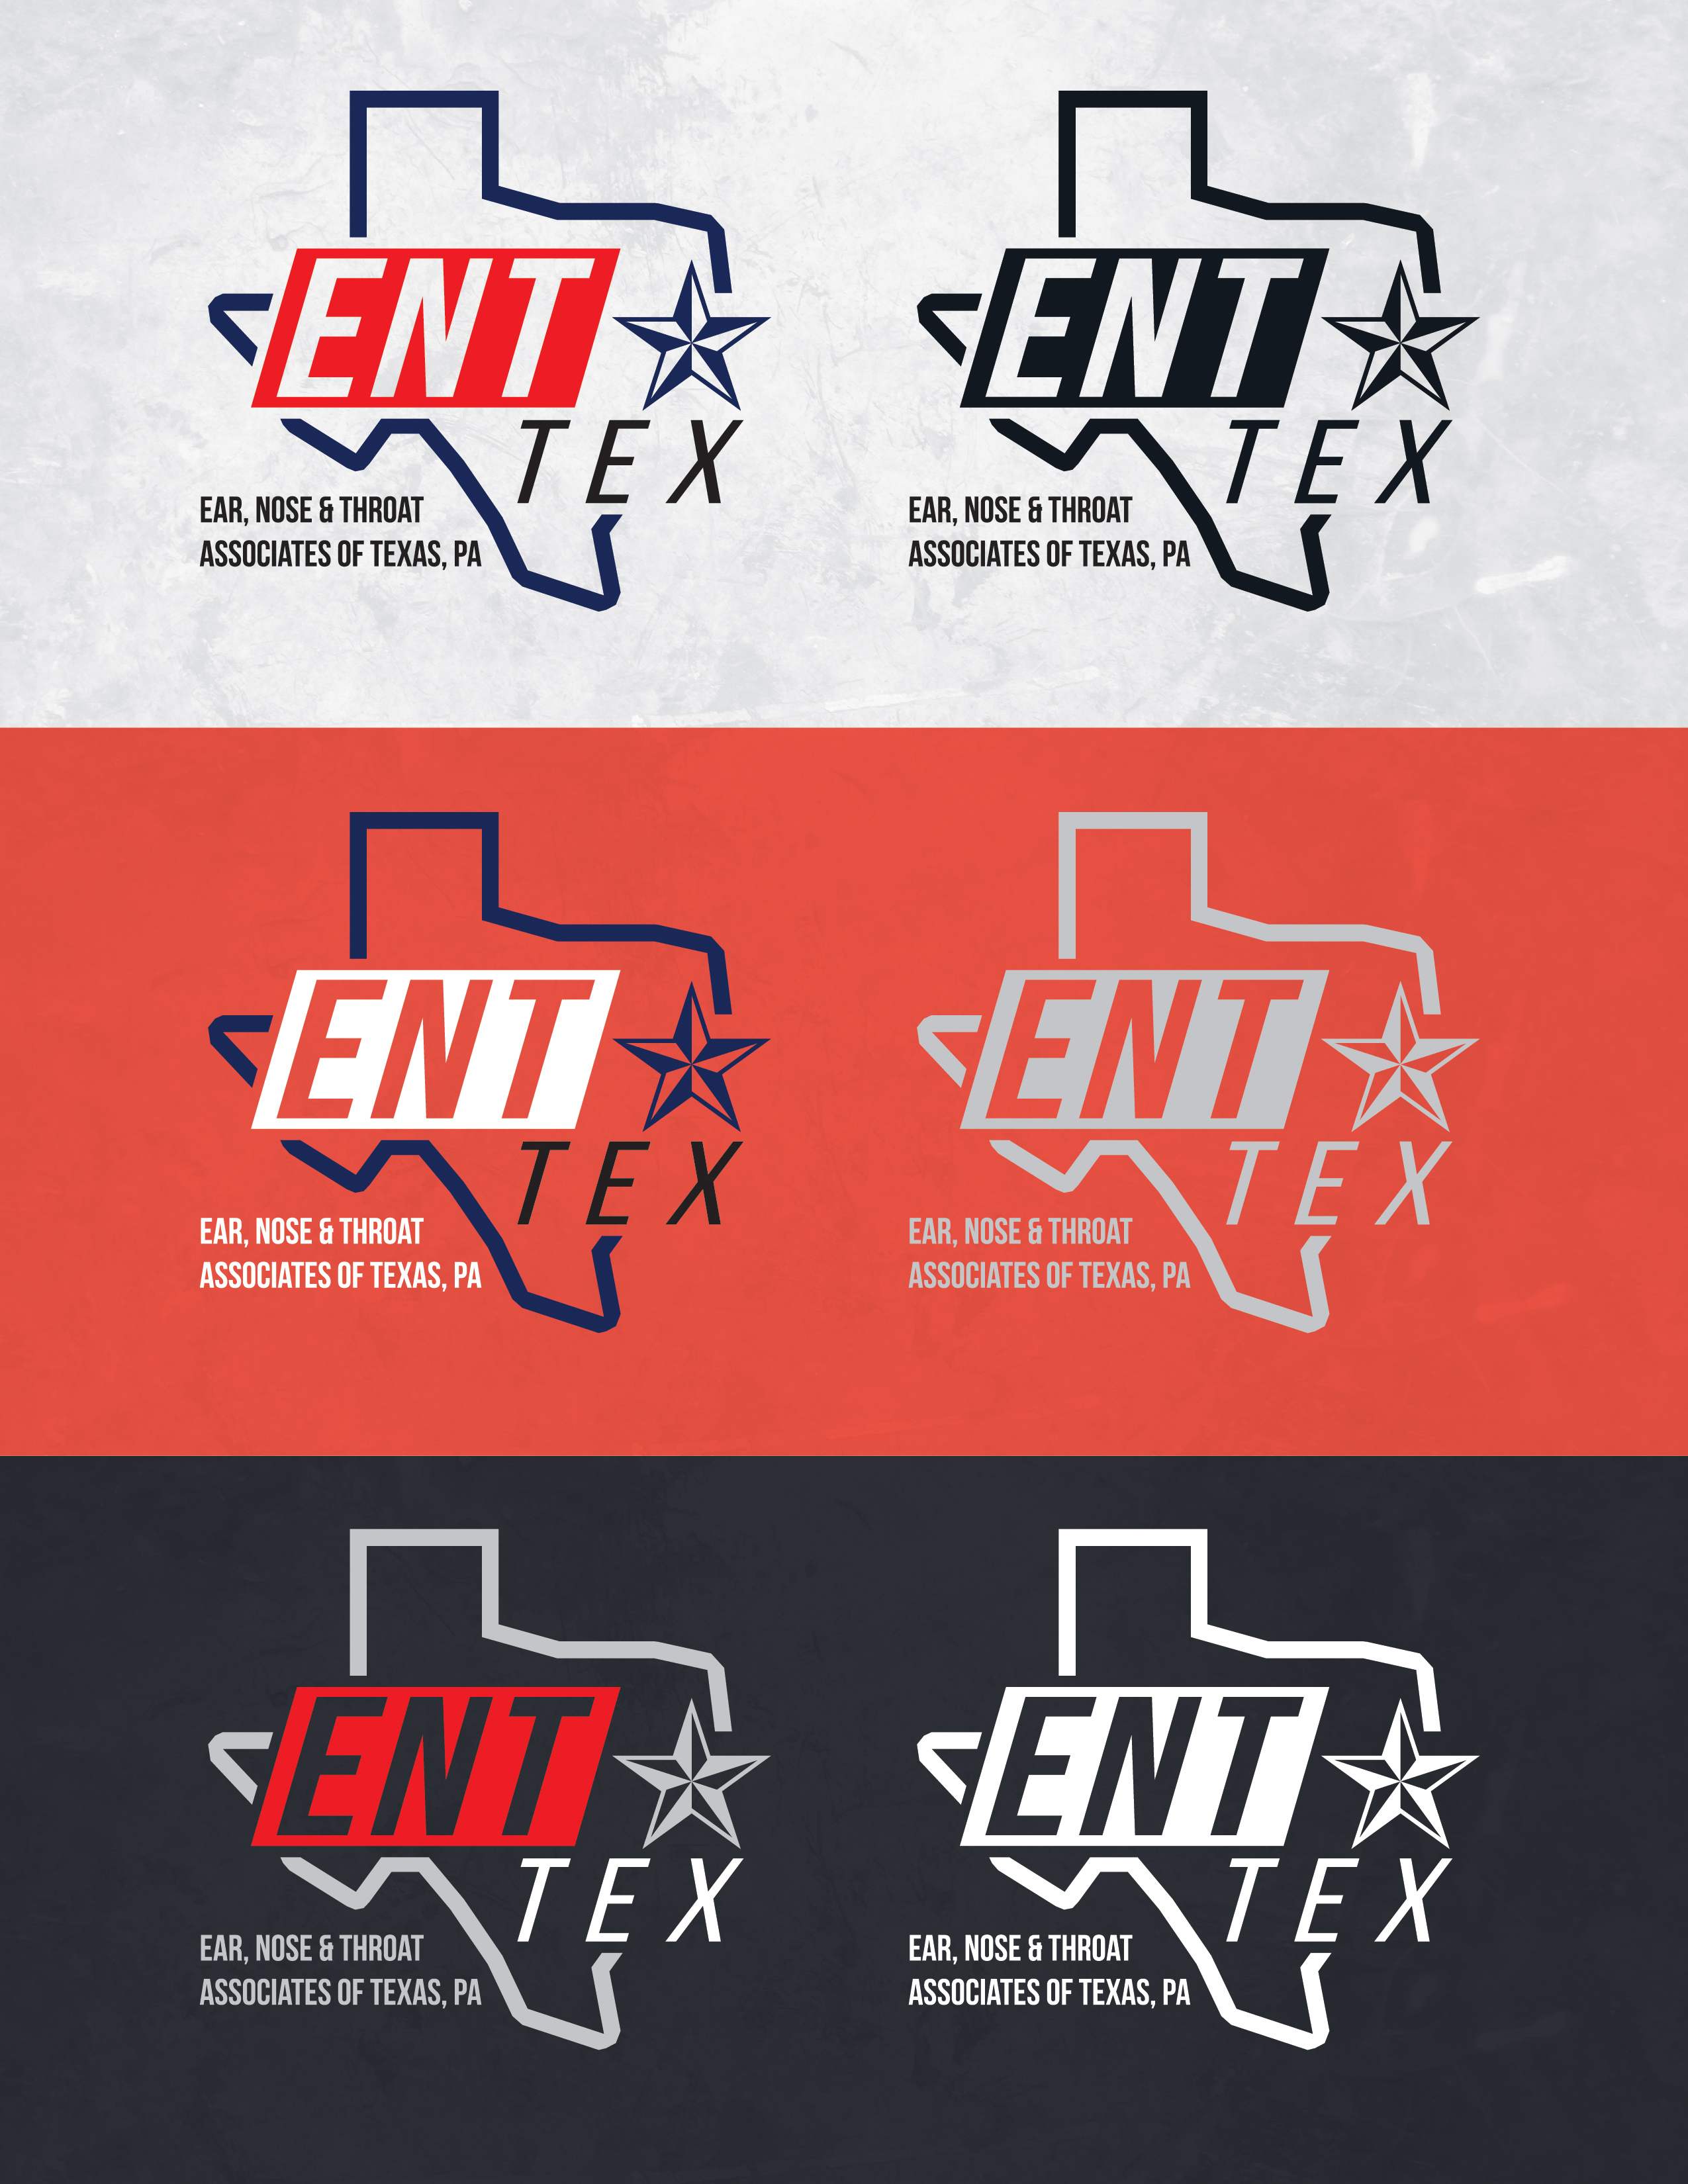 ENT
TEX
EAR, NOSE & THROAT
ASSOCIATES OF TEXAS, PA
ENT
TEX
EAR, NOSE & THROAT
ASSOCIATES OF TEXAS, PA
ENT
TEX
EAR, NOSE & THROAT
ASSOCIATES OF TEXAS, PA
ENT
TEX
EAR, NOSE & THROAT
ASSOCIATES OF TEXAS, PA
ENT
TEX
EAR, NOSE & THROAT
ASSOCIATES OF TEXAS, PA
ENT
TEX
EAR, NOSE & THROAT
ASSOCIATES OF TEXAS, PA